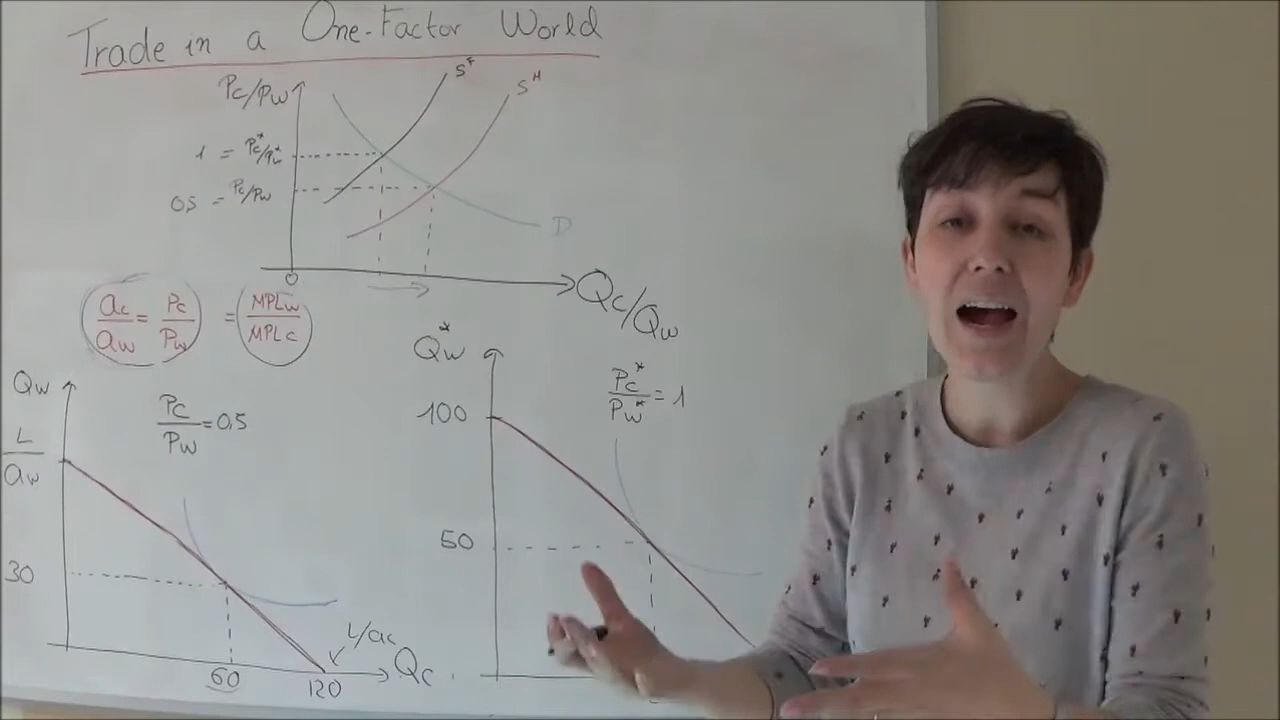 Trade in a One-Factor World
Pc/Pw
S^F
S^H
1 = Pc*/Pw*
0,5 = Pc/Pw
D
0
Qc/Qw
ac/aw = Pc/Pw = MPLw/MPLc
Qw
Pc/Pw = 0,5
L/aw
30
60
120
L/ac
Qc
Qw*
100
Pc*/Pw* = 1
50